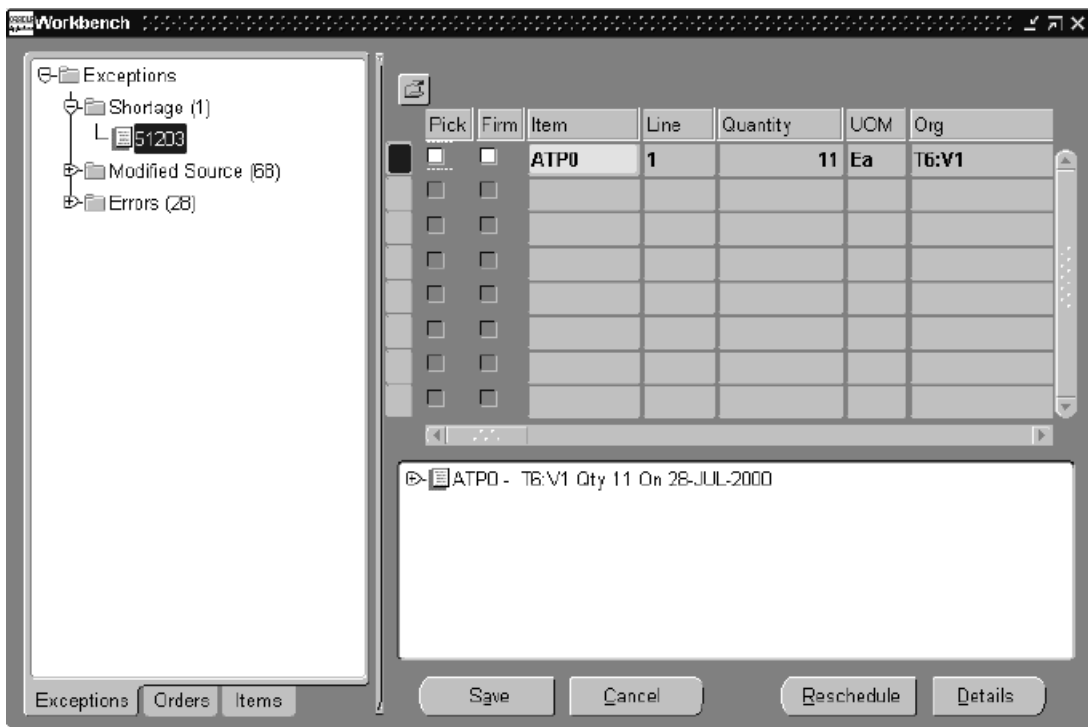 Workbench
Exceptions
Shortage (1)
51203
Modified Source (68)
Errors (28)
Exceptions Orders Items
Pick Firm Item Line Quantity UOM Org
ATP0 1 11 Ea T6:V1
ATP0 - T6:V1 Qty 11 On 28-JUL-2000
Save Cancel Reschedule Details